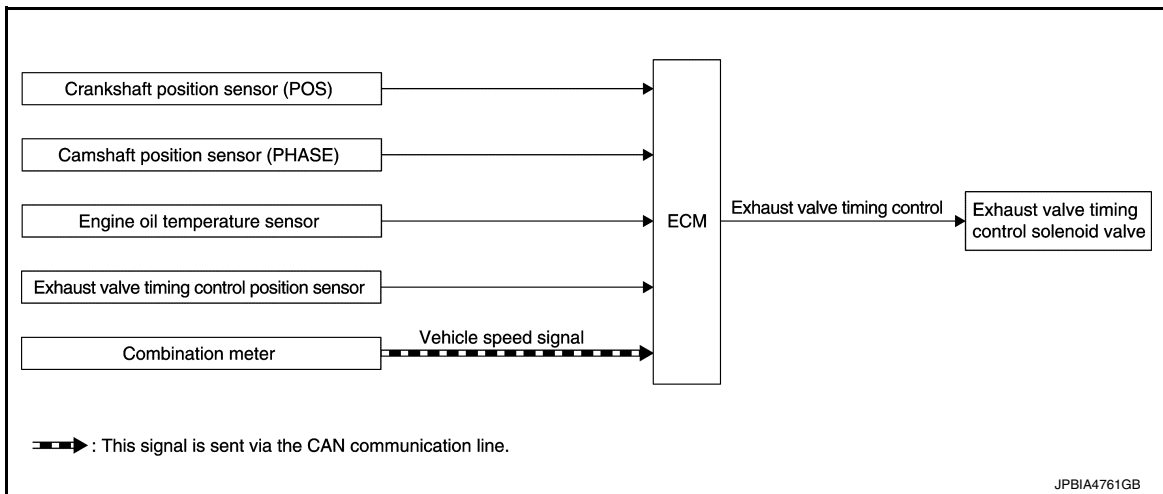 Crankshaft position sensor (POS)
Camshaft position sensor (PHASE)
Engine oil temperature sensor
Exhaust valve timing control position sensor
Combination meter
Vehicle speed signal
ECM
Exhaust valve timing control
Exhaust valve timing
control solenoid valve
: This signal is sent via the CAN communication line.
JPBIA4761GB